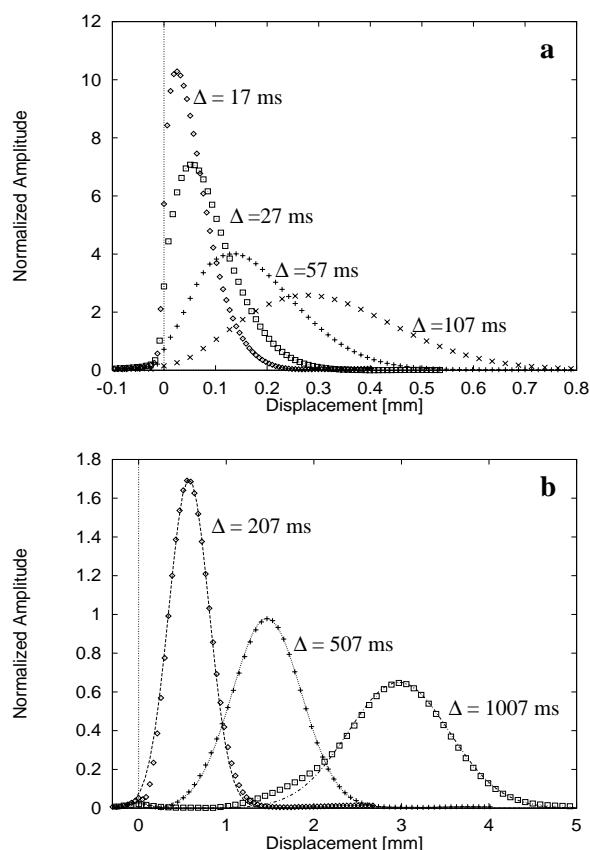 12
10
8
6
4
2
0
-0.1 0 0.1 0.2 0.3 0.4 0.5 0.6 0.7 0.8
Normalized Amplitude
Displacement [mm]
a
Δ = 17 ms
Δ =27 ms
Δ =57 ms
Δ =107 ms
1.8
1.6
1.4
1.2
1
0.8
0.6
0.4
0.2
0
0 1 2 3 4 5
Normalized Amplitude
Displacement [mm]
b
Δ = 207 ms
Δ = 507 ms
Δ = 1007 ms